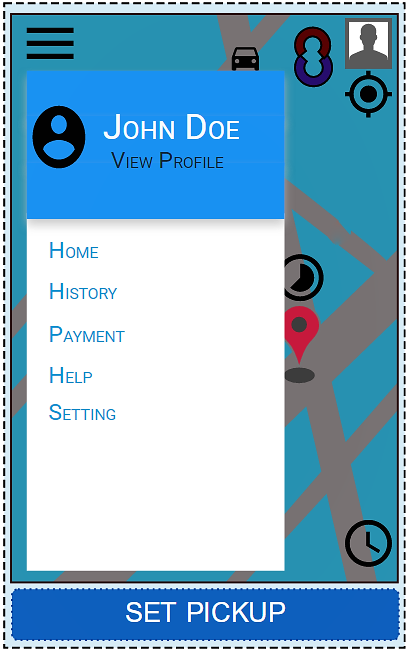 John Doe
View Profile
Home
History
Payment
Help
Setting
SET PICKUP